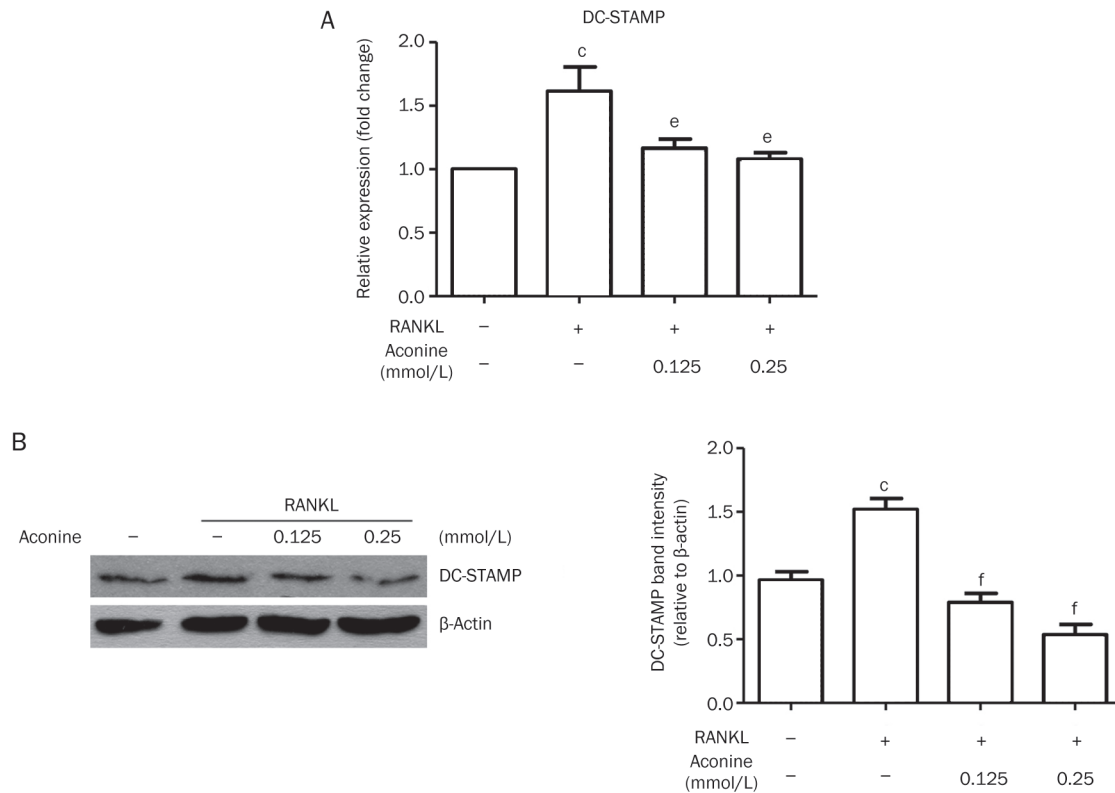 A
DC-STAMP
Relative expression (fold change)
2.0
1.5
1.0
0.5
0.0
c
e
e
RANKL – + + +
Aconine
(mmol/L) – – 0.125 0.25
B
RANKL
Aconine – – 0.125 0.25 (mmol/L)
DC-STAMP
β-Actin
DC-STAMP band intensity
(relative to β-actin)
2.0
1.5
1.0
0.5
0.0
c
f
f
RANKL – + + +
Aconine
(mmol/L) – – 0.125 0.25